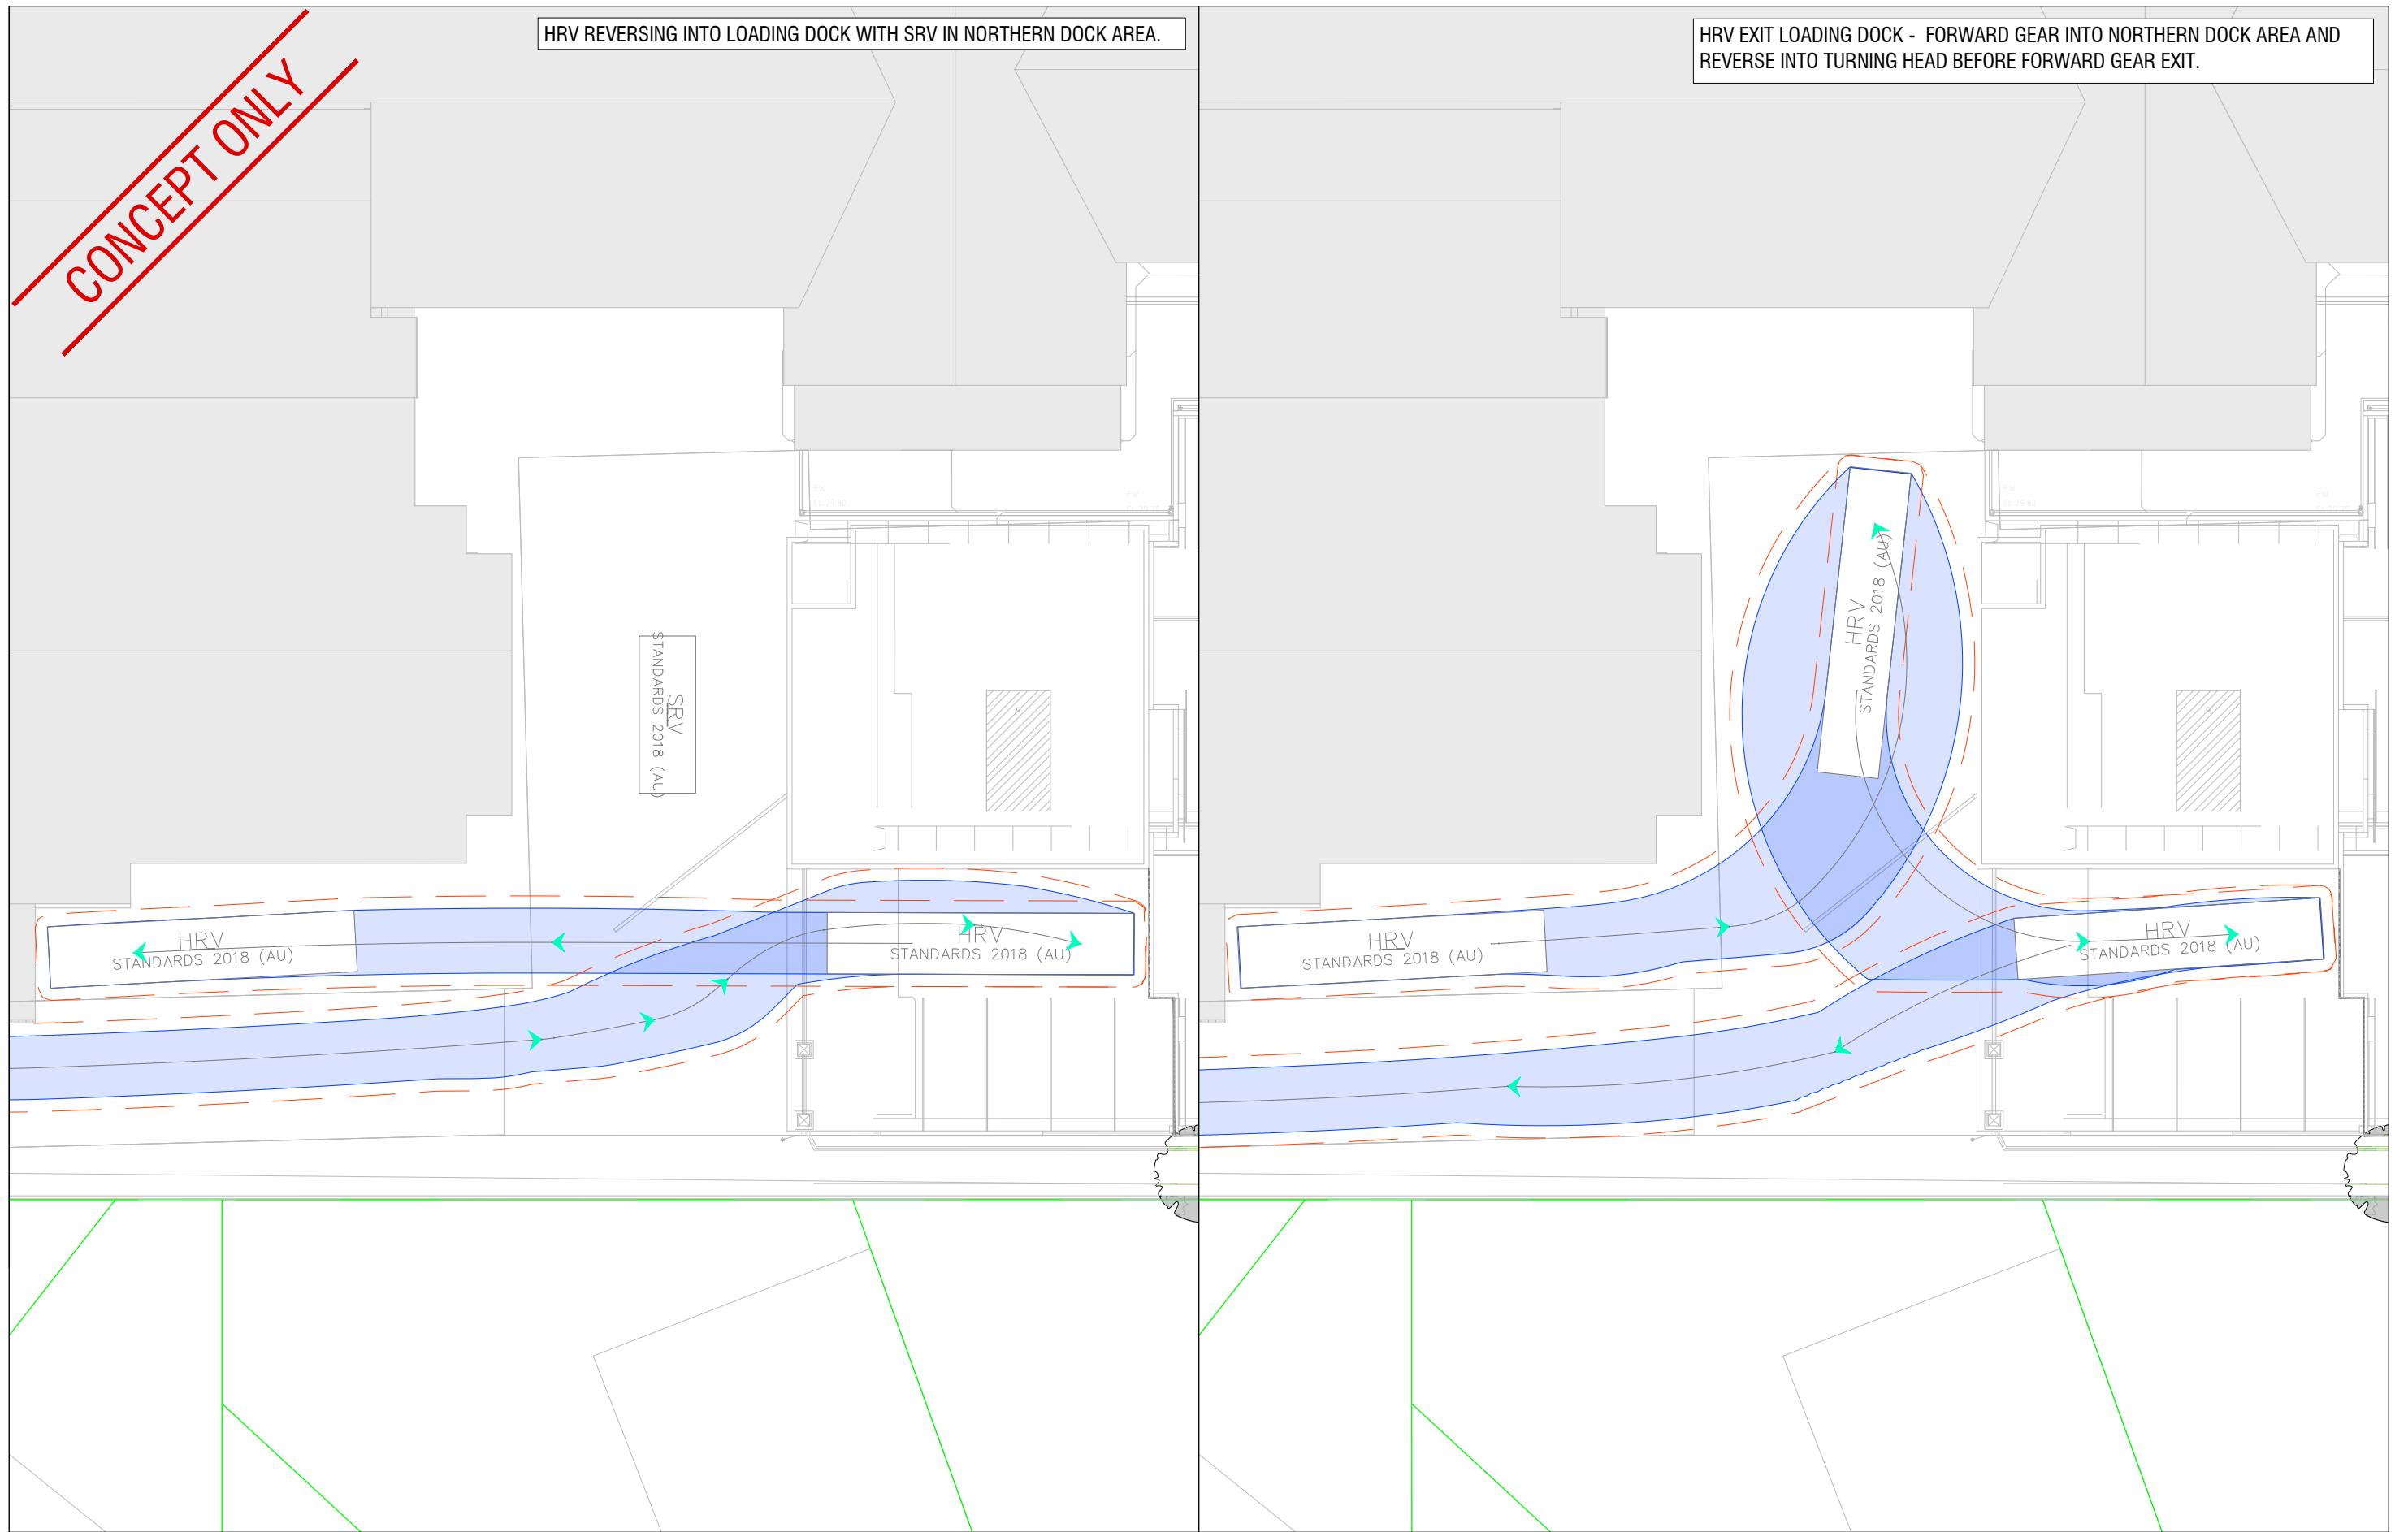 HRV REVERSING INTO LOADING DOCK WITH SRV IN NORTHERN DOCK AREA.
CONCEPT ONLY
SRV
STANDARDS 2018 (AU)
HRV
STANDARDS 2018 (AU)
HRV
STANDARDS 2018 (AU)
HRV EXIT LOADING DOCK - FORWARD GEAR INTO NORTHERN DOCK AREA AND
REVERSE INTO TURNING HEAD BEFORE FORWARD GEAR EXIT.
HRV
STANDARDS 2018 (AU)
HRV
STANDARDS 2018 (AU)
HRV
STANDARDS 2018 (AU)